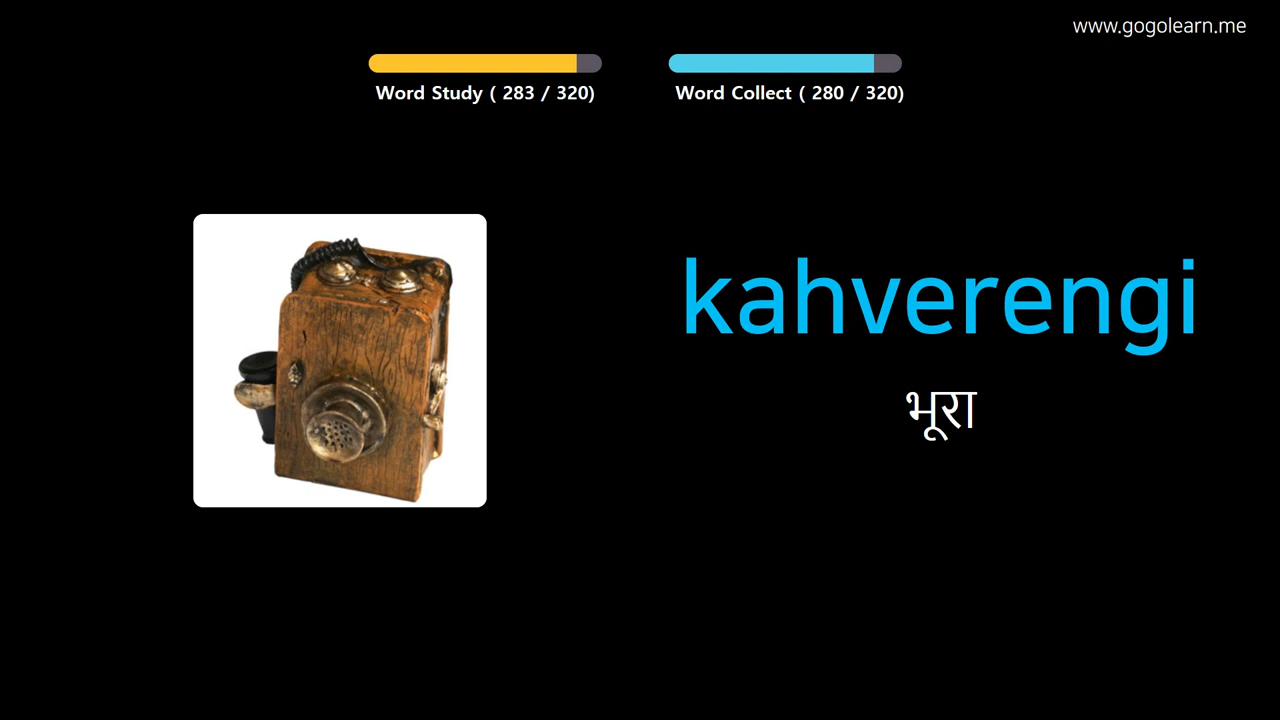 www.gogolearn.me
Word Study ( 283 / 320)
Word Collect ( 280 / 320)
kahverengi
भूरा